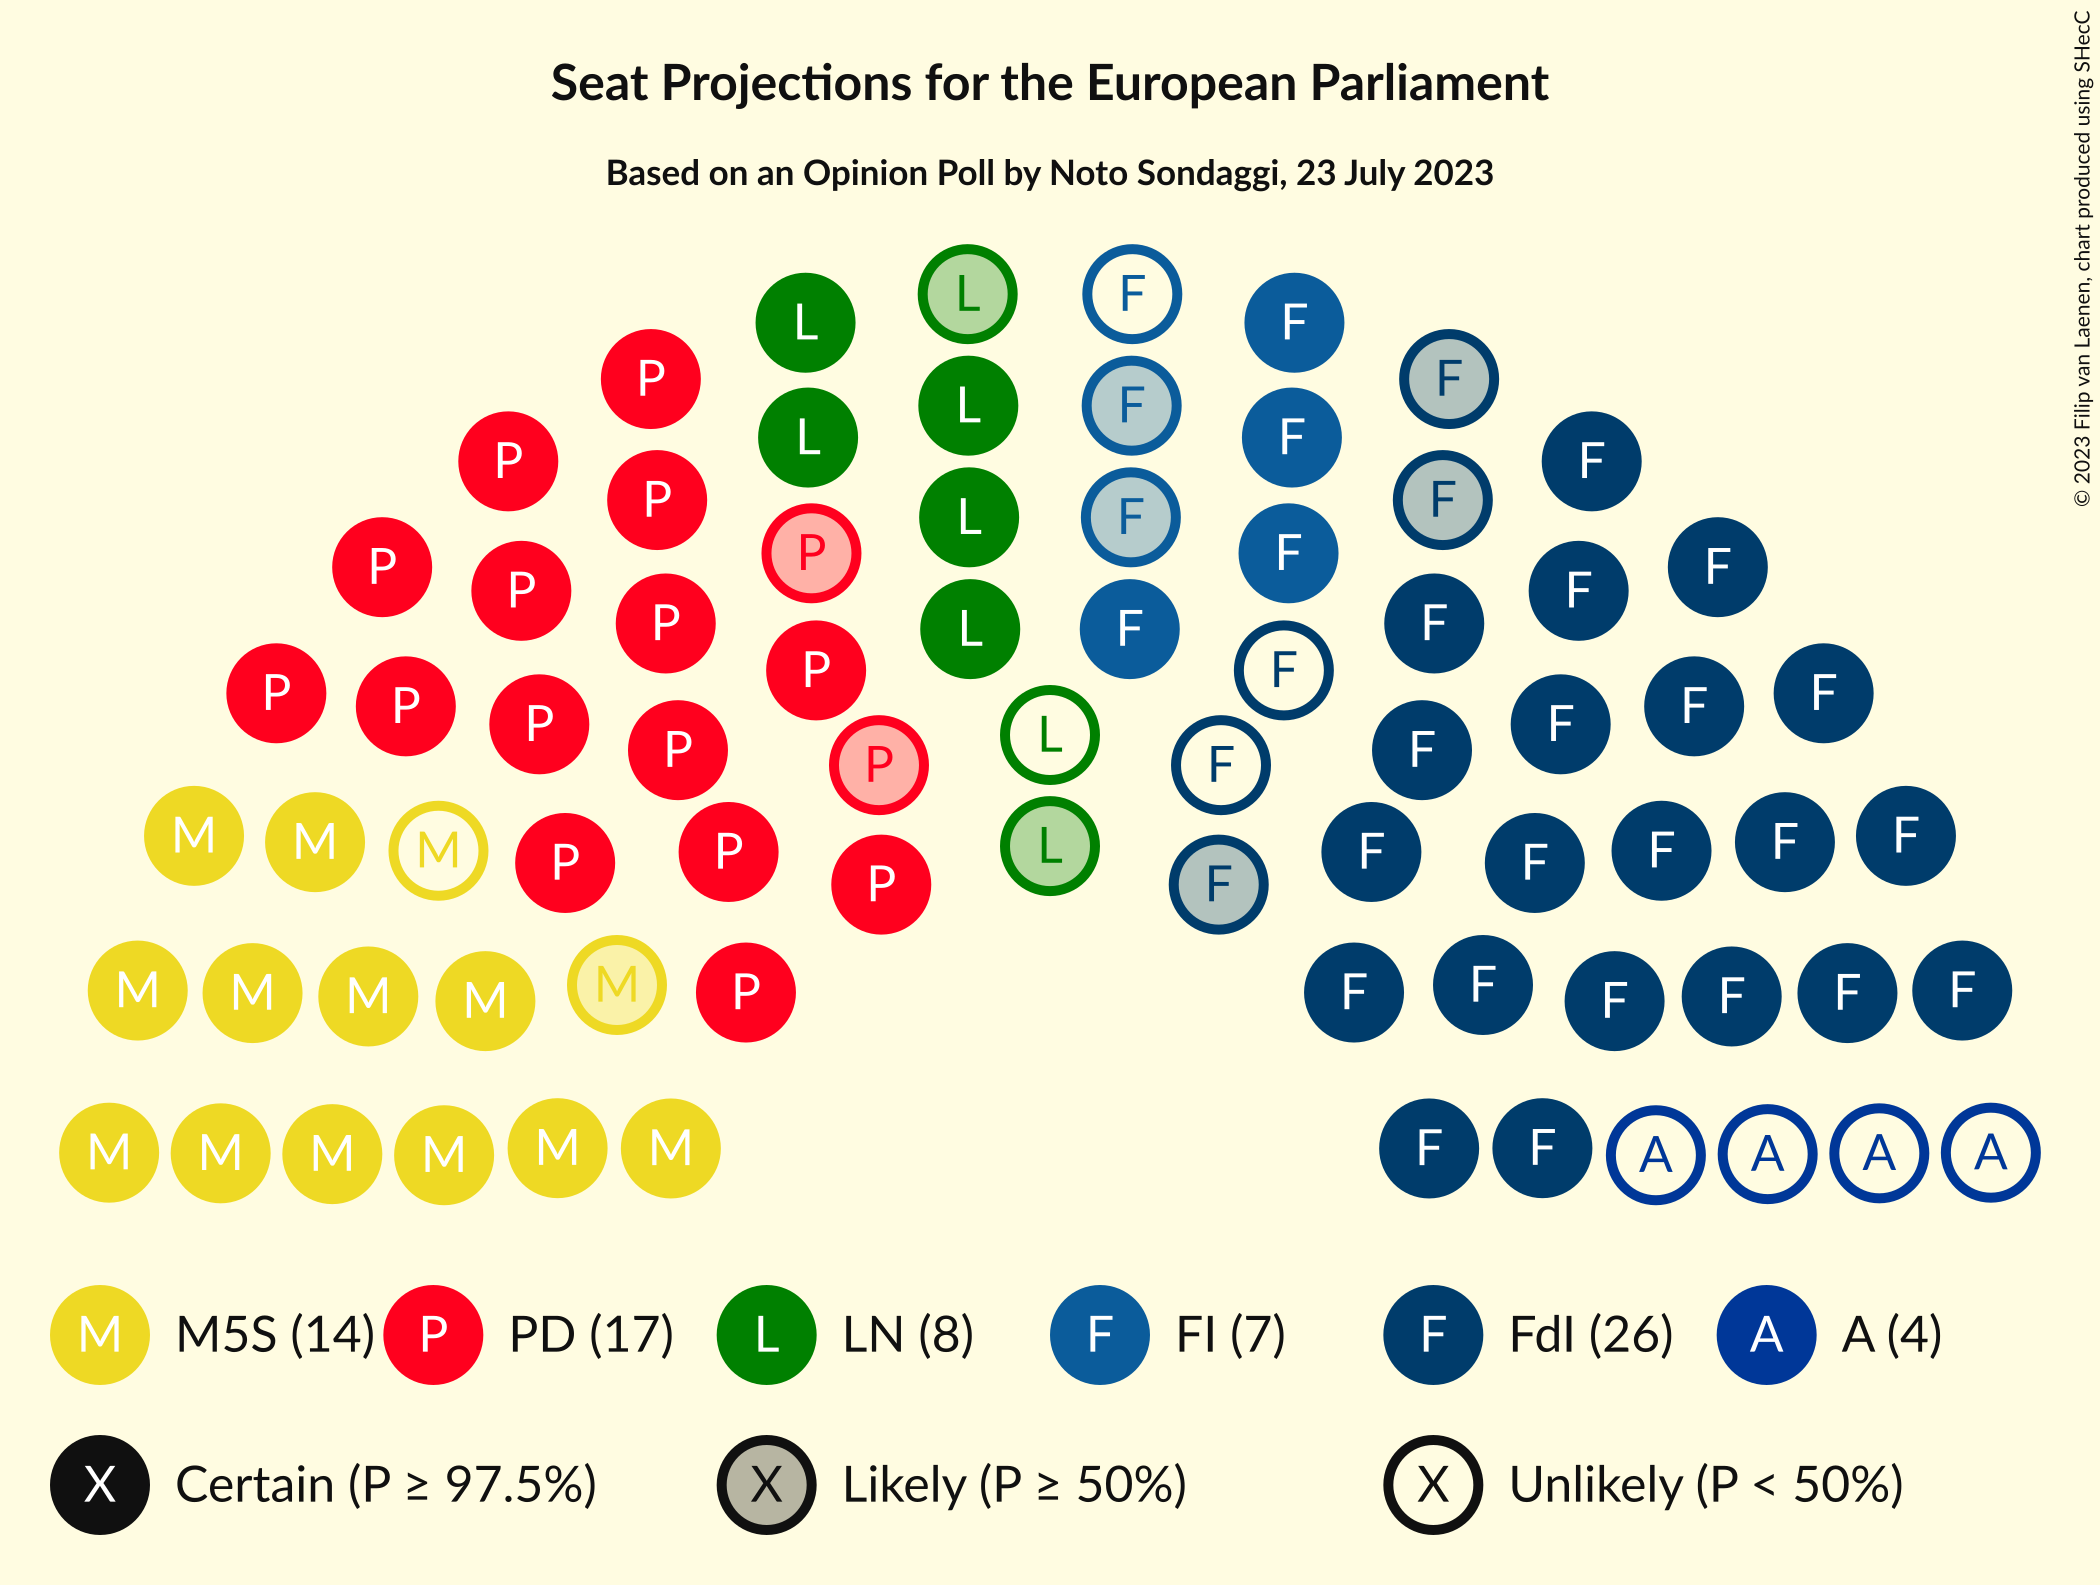 Seat Projections for the European Parliament
Based on an Opinion Poll by Noto Sondaggi, 23 July 2023
© 2023 Filip van Laenen, chart produced using SHecC
L F
L F
P F
L F
L F
P F
P F
P F
L F
P F
P F
P F
L F
P F
P F
L F
P F
P F
P F
P F
L
P F
P F
M F
M F
L
M F
P F
P F
P F
M M M M M P F F F F F F
M M M M M M F F A A A A
M M5S (14) P PD (17) L LN (8) F FI (7) F FdI (26) A A (4)
X Certain (P ≥ 97.5%) X Likely (P ≥ 50%) X Unlikely (P < 50%)